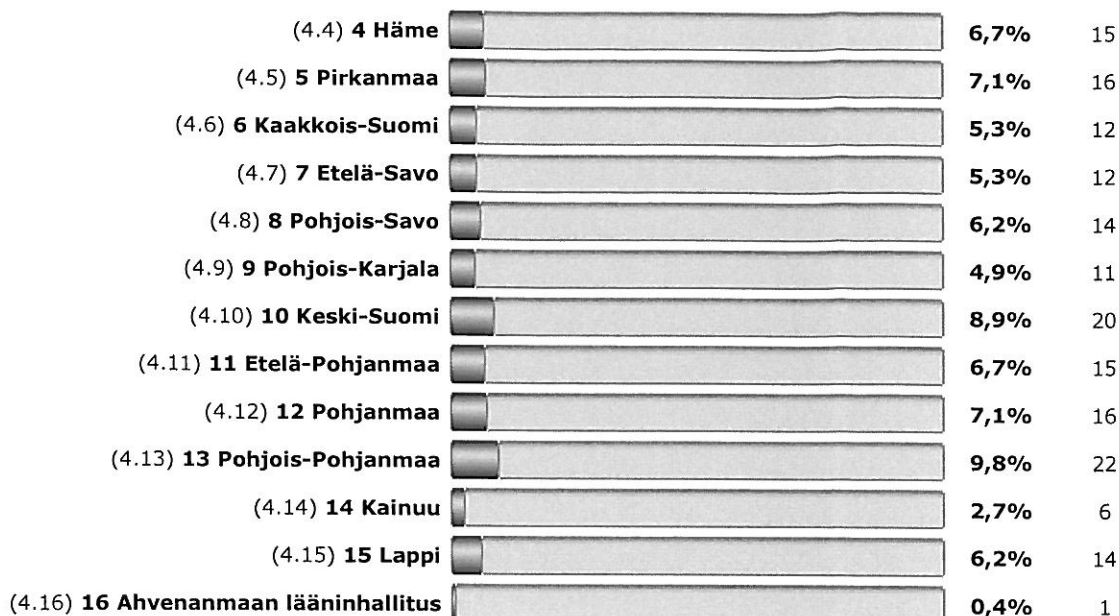 (4.4) 4 Häme 6,7% 15
(4.5) 5 Pirkanmaa 7,1% 16
(4.6) 6 Kaakkois-Suomi 5,3% 12
(4.7) 7 Etelä-Savo 5,3% 12
(4.8) 8 Pohjois-Savo 6,2% 14
(4.9) 9 Pohjois-Karjala 4,9% 11
(4.10) 10 Keski-Suomi 8,9% 20
(4.11) 11 Etelä-Pohjanmaa 6,7% 15
(4.12) 12 Pohjanmaa 7,1% 16
(4.13) 13 Pohjois-Pohjanmaa 9,8% 22
(4.14) 14 Kainuu 2,7% 6
(4.15) 15 Lappi 6,2% 14
(4.16) 16 Ahvenanmaan lääninhallitus 0,4% 1